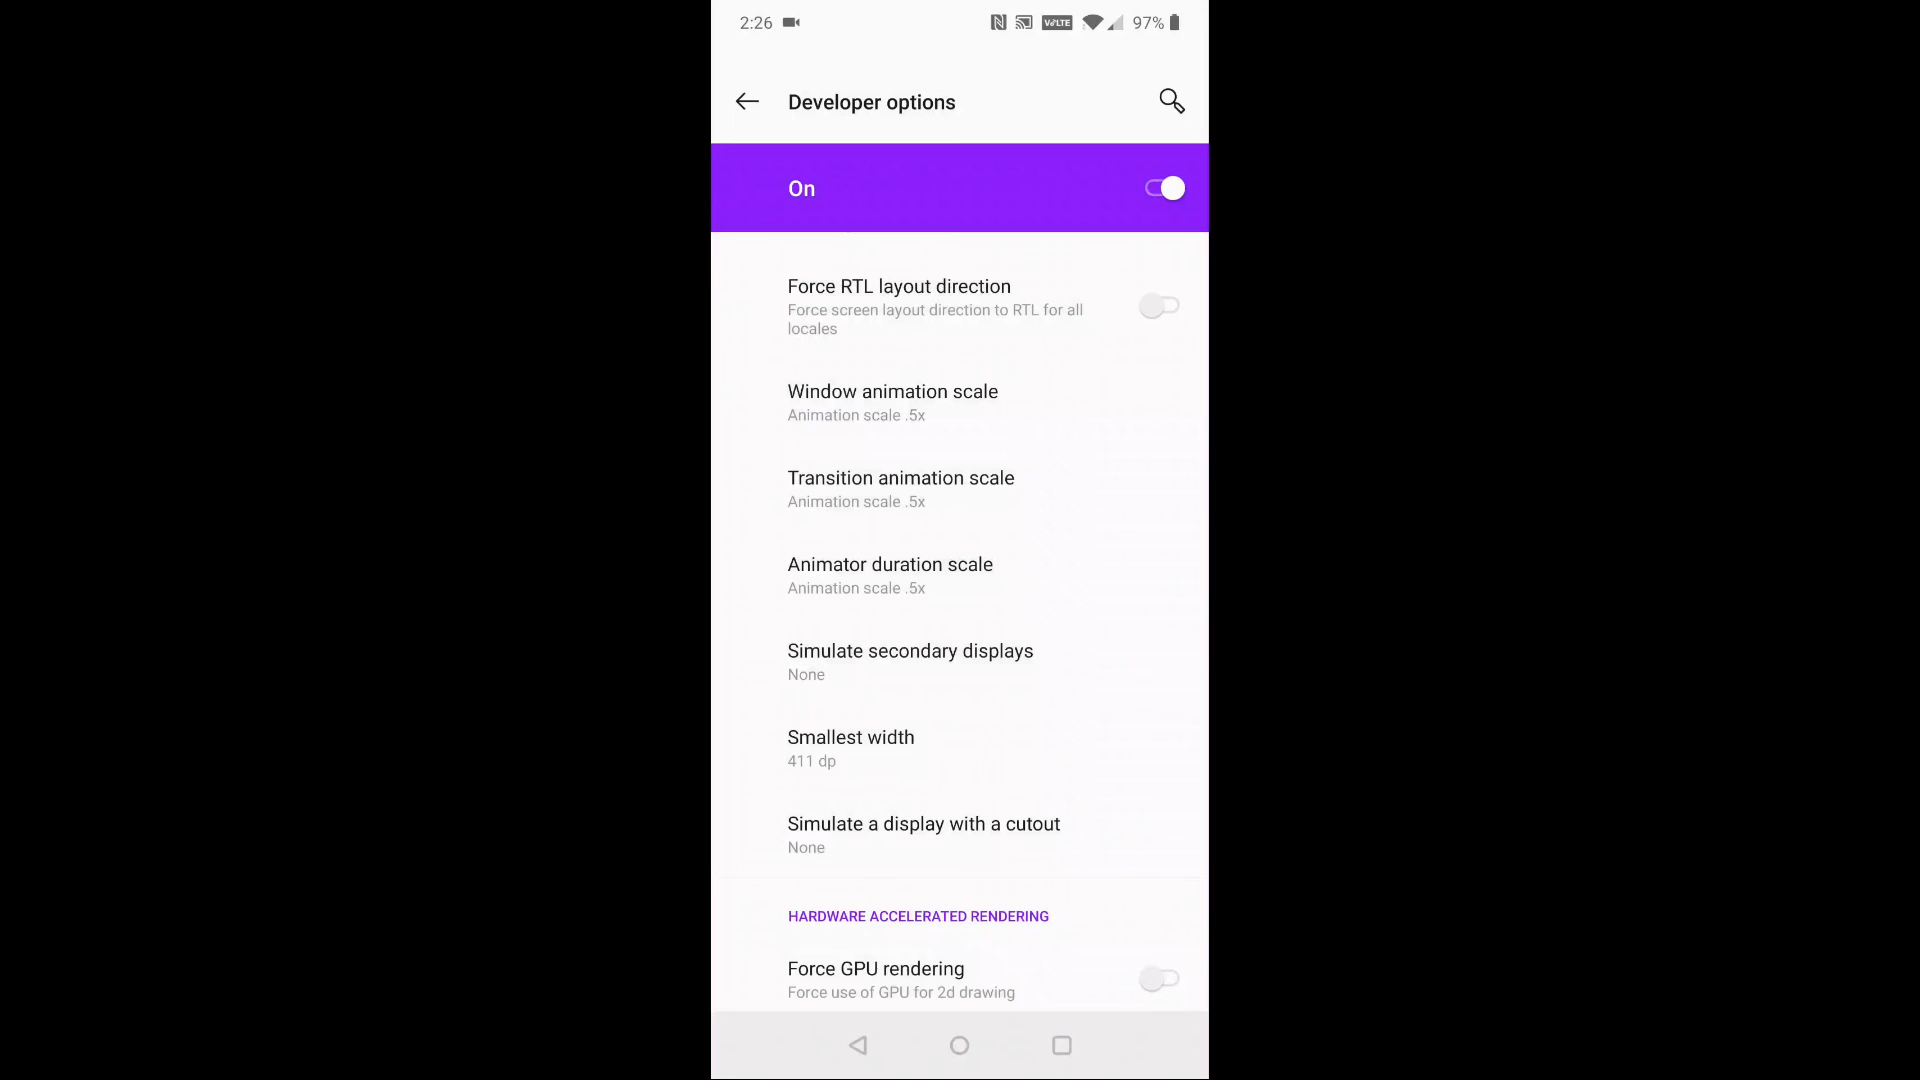 2:26 VoLTE 97%
Developer options
On
Force RTL layout direction
Force screen layout direction to RTL for all
locales
Window animation scale
Animation scale .5x
Transition animation scale
Animation scale .5x
Animator duration scale
Animation scale .5x
Simulate secondary displays
None
Smallest width
411 dp
Simulate a display with a cutout
None
HARDWARE ACCELERATED RENDERING
Force GPU rendering
Force use of GPU for 2d drawing